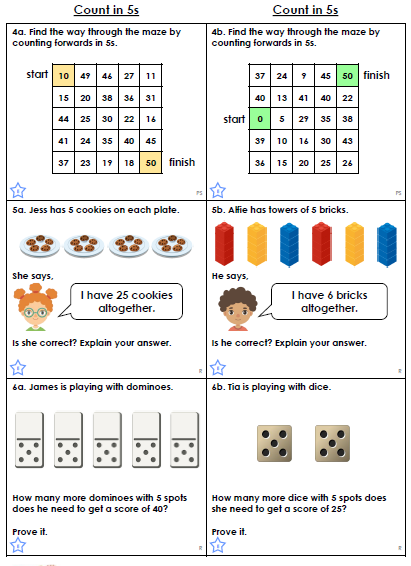 Count in 5s
Count in 5s
4a. Find the way through the maze by
counting forwards in 5s.
start
10 49 46 27 11
15 20 38 36 31
44 25 30 22 16
41 24 35 40 45
37 23 19 18 50
finish
PS
4b. Find the way through the maze by
counting forwards in 5s.
37 24 9 45 50
finish
40 13 41 40 22
start
0 5 29 35 38
39 10 16 30 43
36 15 20 25 26
PS
5a. Jess has 5 cookies on each plate.
She says,
I have 25 cookies
altogether.
Is she correct? Explain your answer.
R
5b. Alfie has towers of 5 bricks.
He says,
I have 6 bricks
altogether.
Is he correct? Explain your answer.
R
6a. James is playing with dominoes.
How many more dominoes with 5 spots
does he need to get a score of 40?
Prove it.
R
6b. Tia is playing with dice.
How many more dice with 5 spots does
she need to get a score of 25?
Prove it.
R